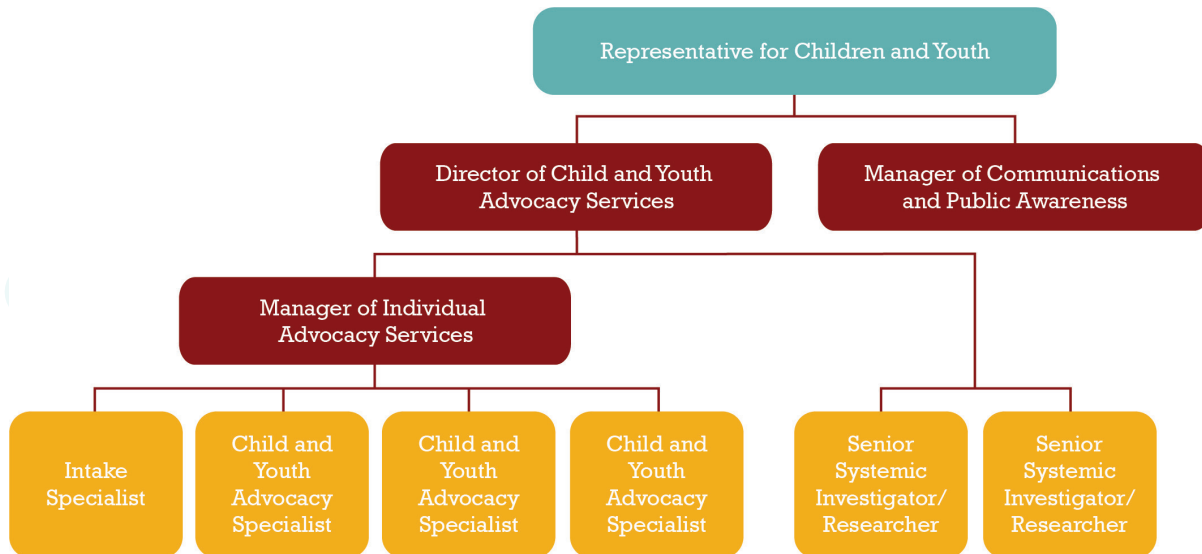 Representative for Children and Youth
Director of Child and Youth
Advocacy Services
Manager of Communications
and Public Awareness
Manager of Individual
Advocacy Services
Intake
Specialist
Child and
Youth
Advocacy
Specialist
Child and
Youth
Advocacy
Specialist
Child and
Youth
Advocacy
Specialist
Senior
Systemic
Investigator/
Researcher
Senior
Systemic
Investigator/
Researcher